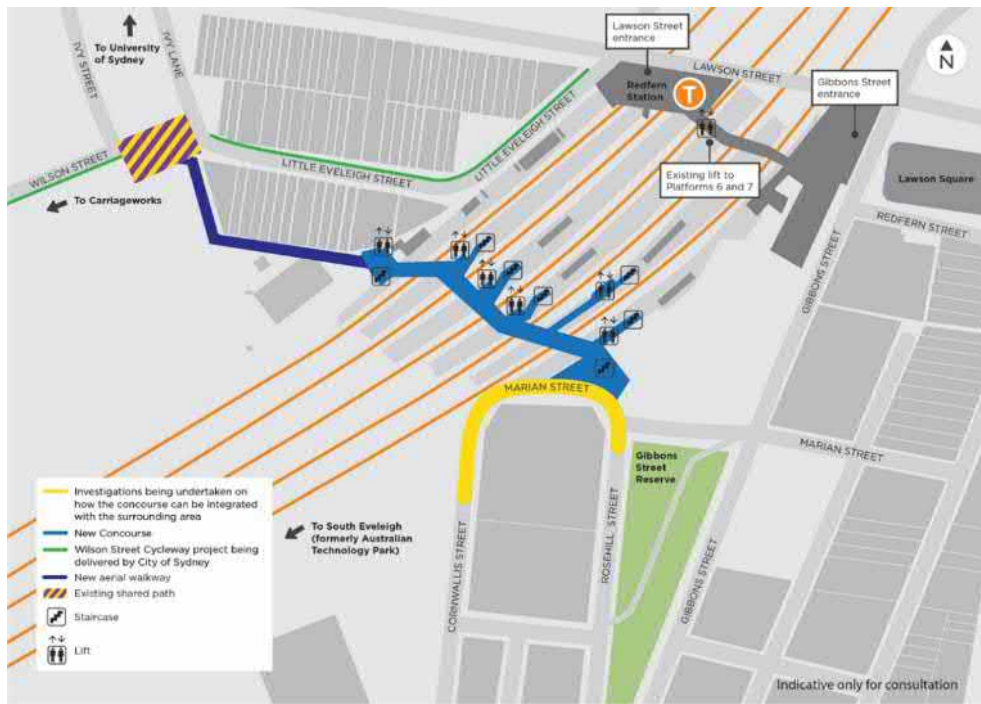 To University
of Sydney
IVY STREET
IVY LANE
Lawson Street
entrance
LAWSON STREET
Redfern
Station
T
Gibbons Street
entrance
N
WILSON STREET
LITTLE EVELEIGH STREET
LITTLE EVELEIGH STREET
Existing lift to
Platforms 6 and 7
Lawson Square
To Carriageworks
REDFERN STREET
GIBBONS STREET
MARIAN STREET
MARIAN STREET
Gibbons
Street
Reserve
Investigations being undertaken on
how the concourse can be integrated
with the surrounding area
New Concourse
Wilson Street Cycleway project being
delivered by City of Sydney
New aerial walkway
Existing shared path
Staircase
Lift
To South Eveleigh
(formerly Australian
Technology Park)
CORNWALLIS STREET
ROSEHILL STREET
GIBBONS STREET
Indicative only for consultation